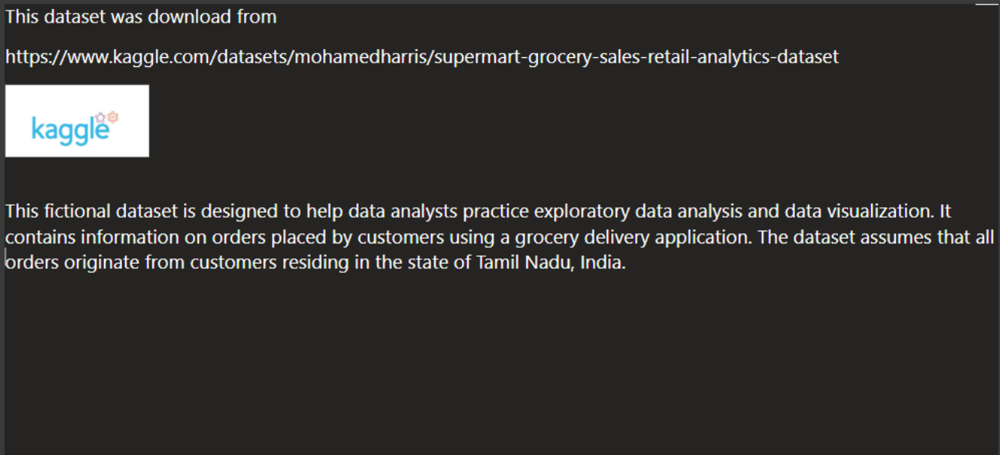 This dataset was download from
https://www.kaggle.com/datasets/mohamedharris/supermart-grocery-sales-retail-analytics-dataset
kaggle
This fictional dataset is designed to help data analysts practice exploratory data analysis and data visualization. It
contains information on orders placed by customers using a grocery delivery application. The dataset assumes that all
orders originate from customers residing in the state of Tamil Nadu, India.